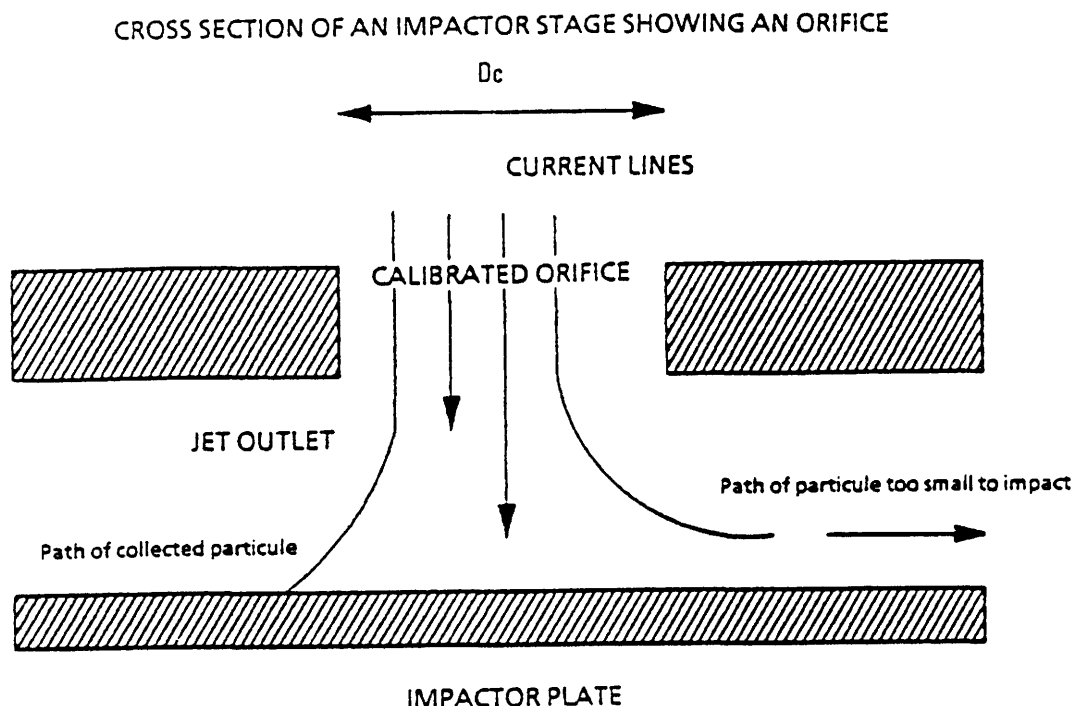 CROSS SECTION OF AN IMPACTOR STAGE SHOWING AN ORIFICE
Dc
CURRENT LINES
CALIBRATED ORIFICE
JET OUTLET
Path of particule too small to impact
Path of collected particule
IMPACTOR PLATE